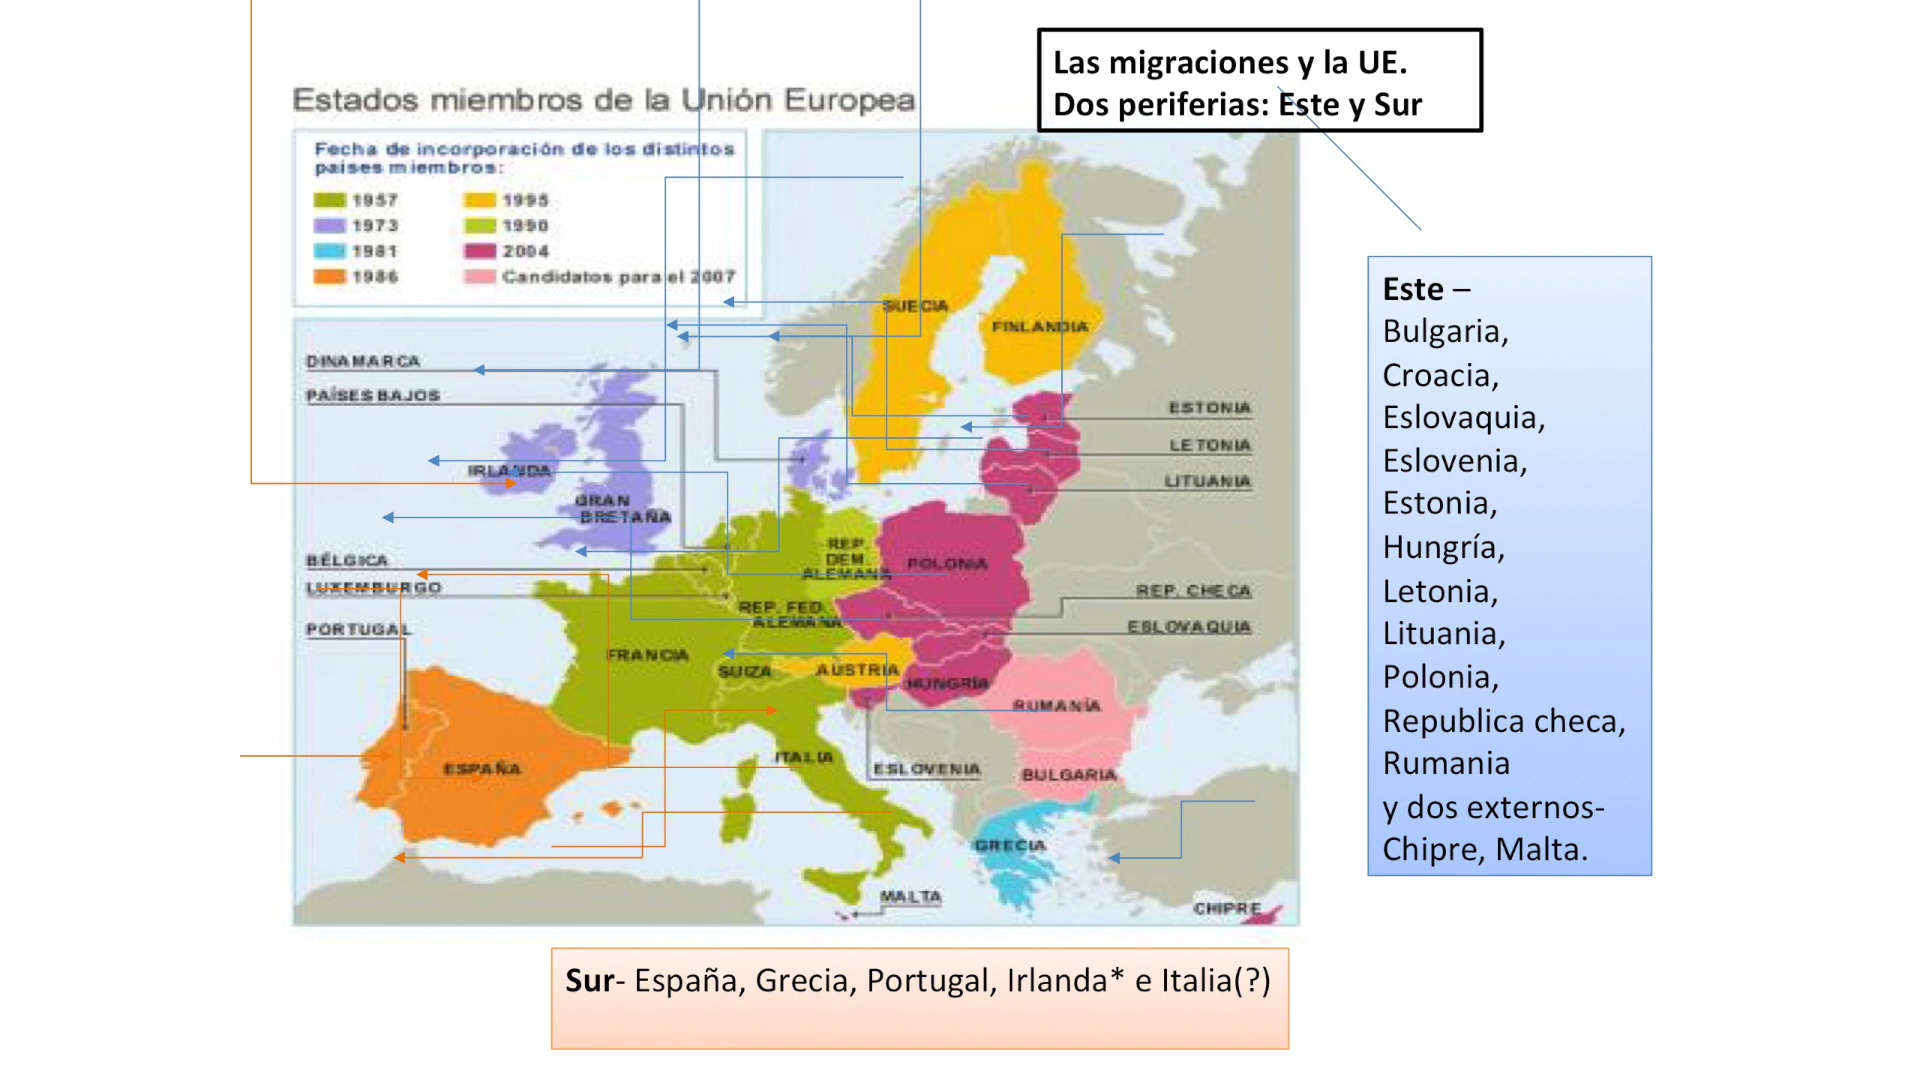 Las migraciones y la UE.
Dos periferias: Este y Sur
Estados miembros de la Unión Europea
Fecha de incorporación de los distintos
países miembros:
1957
1995
1973
1990
1981
2004
1986
Candidatos para el 2007
SUECIA
FINLANDIA
DINAMARCA
PAÍSES BAJOS
ESTONIA
LETONIA
LITUANIA
IRLANDA
GRAN
BRETAÑA
BÉLGICA
LUXEMBURGO
PORTUGAL
REP.
DEM.
ALEMANA
POLONIA
REP. FED.
ALEMANA
REP. CHECA
ESLOVAQUIA
FRANCIA
SUIZA
AUSTRIA
HUNGRÍA
RUMANÍA
ESPAÑA
ITALIA
ESLOVENIA
BULGARIA
GRECIA
MALTA
CHIPRE
Este –
Bulgaria,
Croacia,
Eslovaquia,
Eslovenia,
Estonia,
Hungría,
Letonia,
Lituania,
Polonia,
Republica checa,
Rumania
y dos externos-
Chipre, Malta.
Sur- España, Grecia, Portugal, Irlanda* e Italia(?)